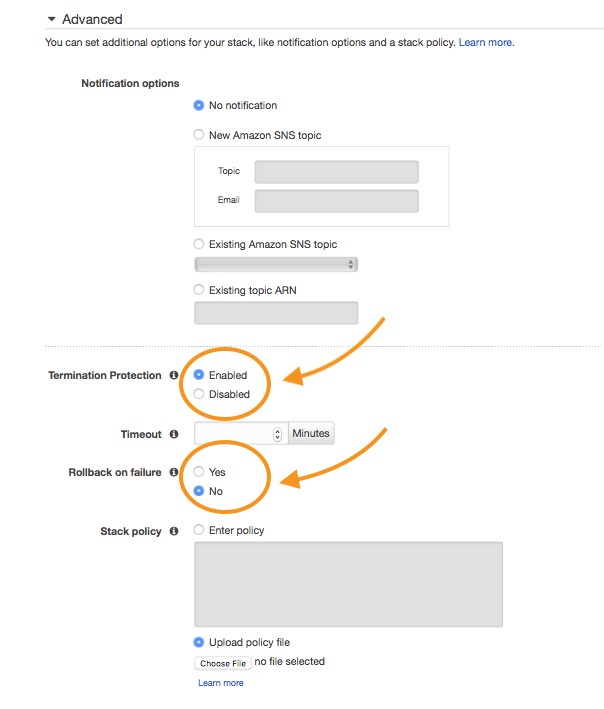 Advanced
You can set additional options for your stack, like notification options and a stack policy. Learn more.
Notification options
No notification
New Amazon SNS topic
Topic
Email
Existing Amazon SNS topic
Existing topic ARN
Termination Protection
Enabled
Disabled
Timeout
Minutes
Rollback on failure
Yes
No
Stack policy
Enter policy
Upload policy file
Choose File no file selected
Learn more